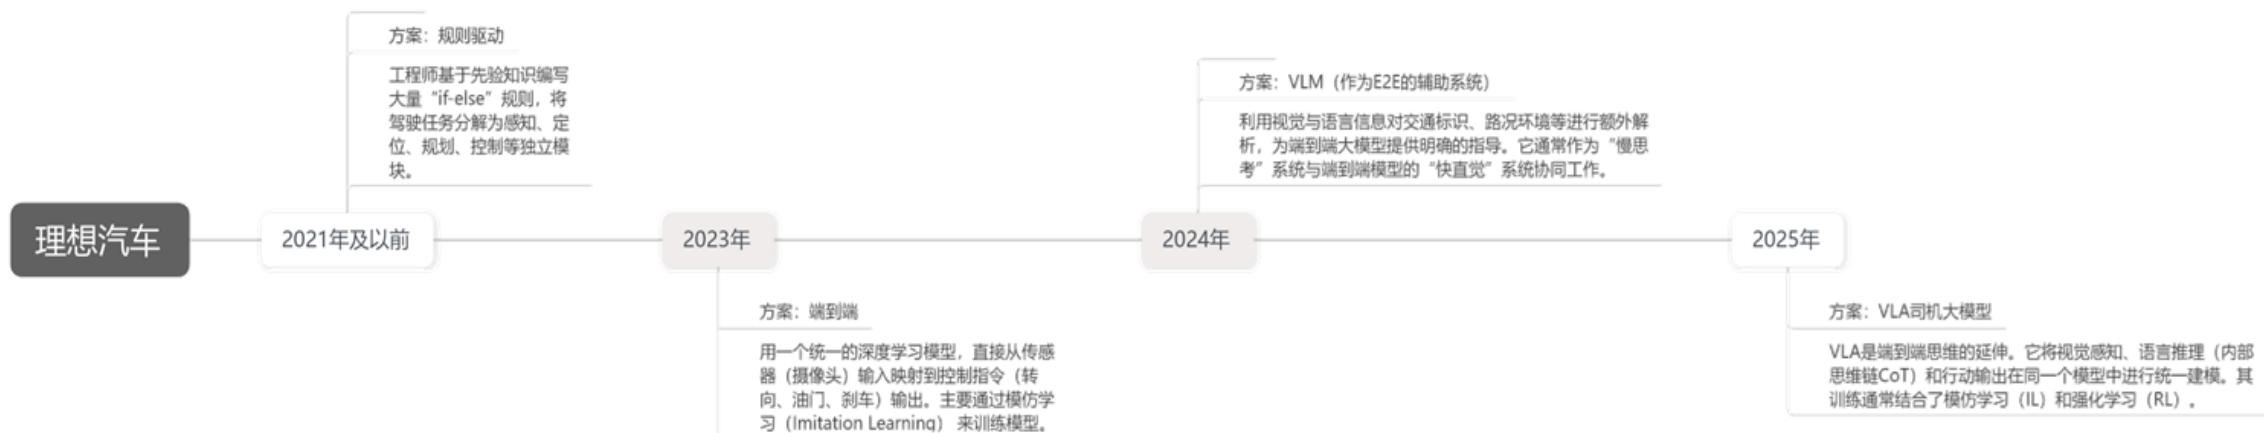 理想汽车
2021年及以前
方案：规则驱动
工程师基于先验知识编写
大量“if-else”规则，将
驾驶任务分解为感知、定
位、规划、控制等独立模
块。
2023年
方案：端到端
用一个统一的深度学习模型，直接从传感
器（摄像头）输入映射到控制指令（转
向、油门、刹车）输出。主要通过模仿学
习（Imitation Learning） 来训练模型。
2024年
方案：VLM（作为E2E的辅助系统）
利用视觉与语言信息对交通标识、路况环境等进行额外解
析，为端到端大模型提供明确的指导。它通常作为“慢思
考”系统与端到端模型的“快直觉”系统协同工作。
2025年
方案：VLA司机大模型
VLA是端到端思维的延伸。它将视觉感知、语言推理（内部
思维链CoT）和行动输出在同一个模型中进行统一建模。其
训练通常结合了模仿学习（IL）和强化学习（RL）。